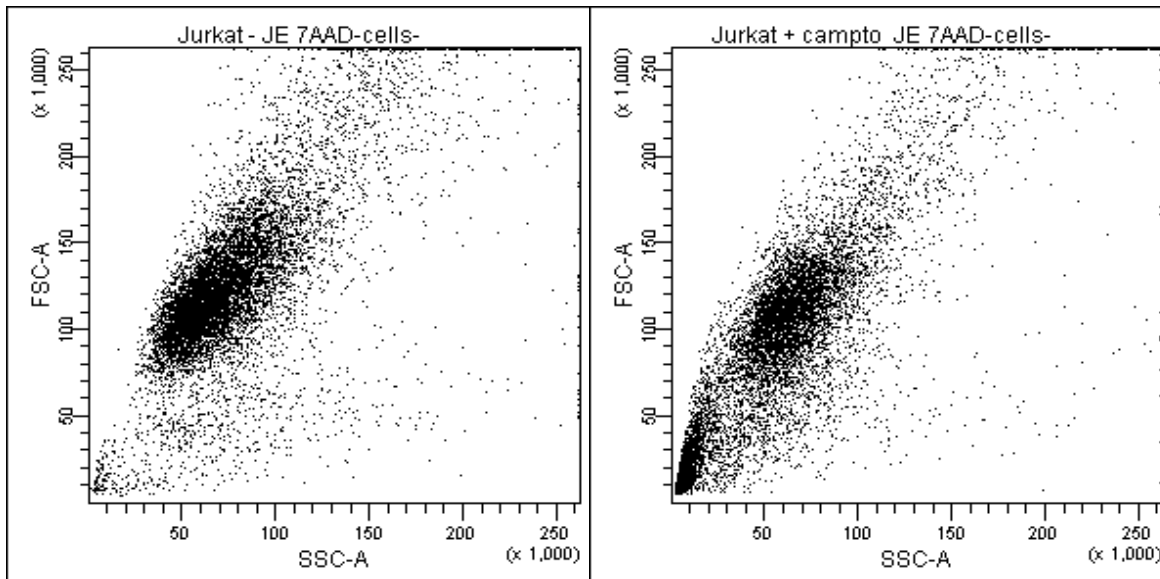 Jurkat - JE 7AAD-cells-
(x 1,000)
250
200
150
100
50
FSC-A
50 100 150 200 250
SSC-A
(x 1,000)
Jurkat + campto JE 7AAD-cells-
(x 1,000)
250
200
150
100
50
FSC-A
50 100 150 200 250
SSC-A
(x 1,000)